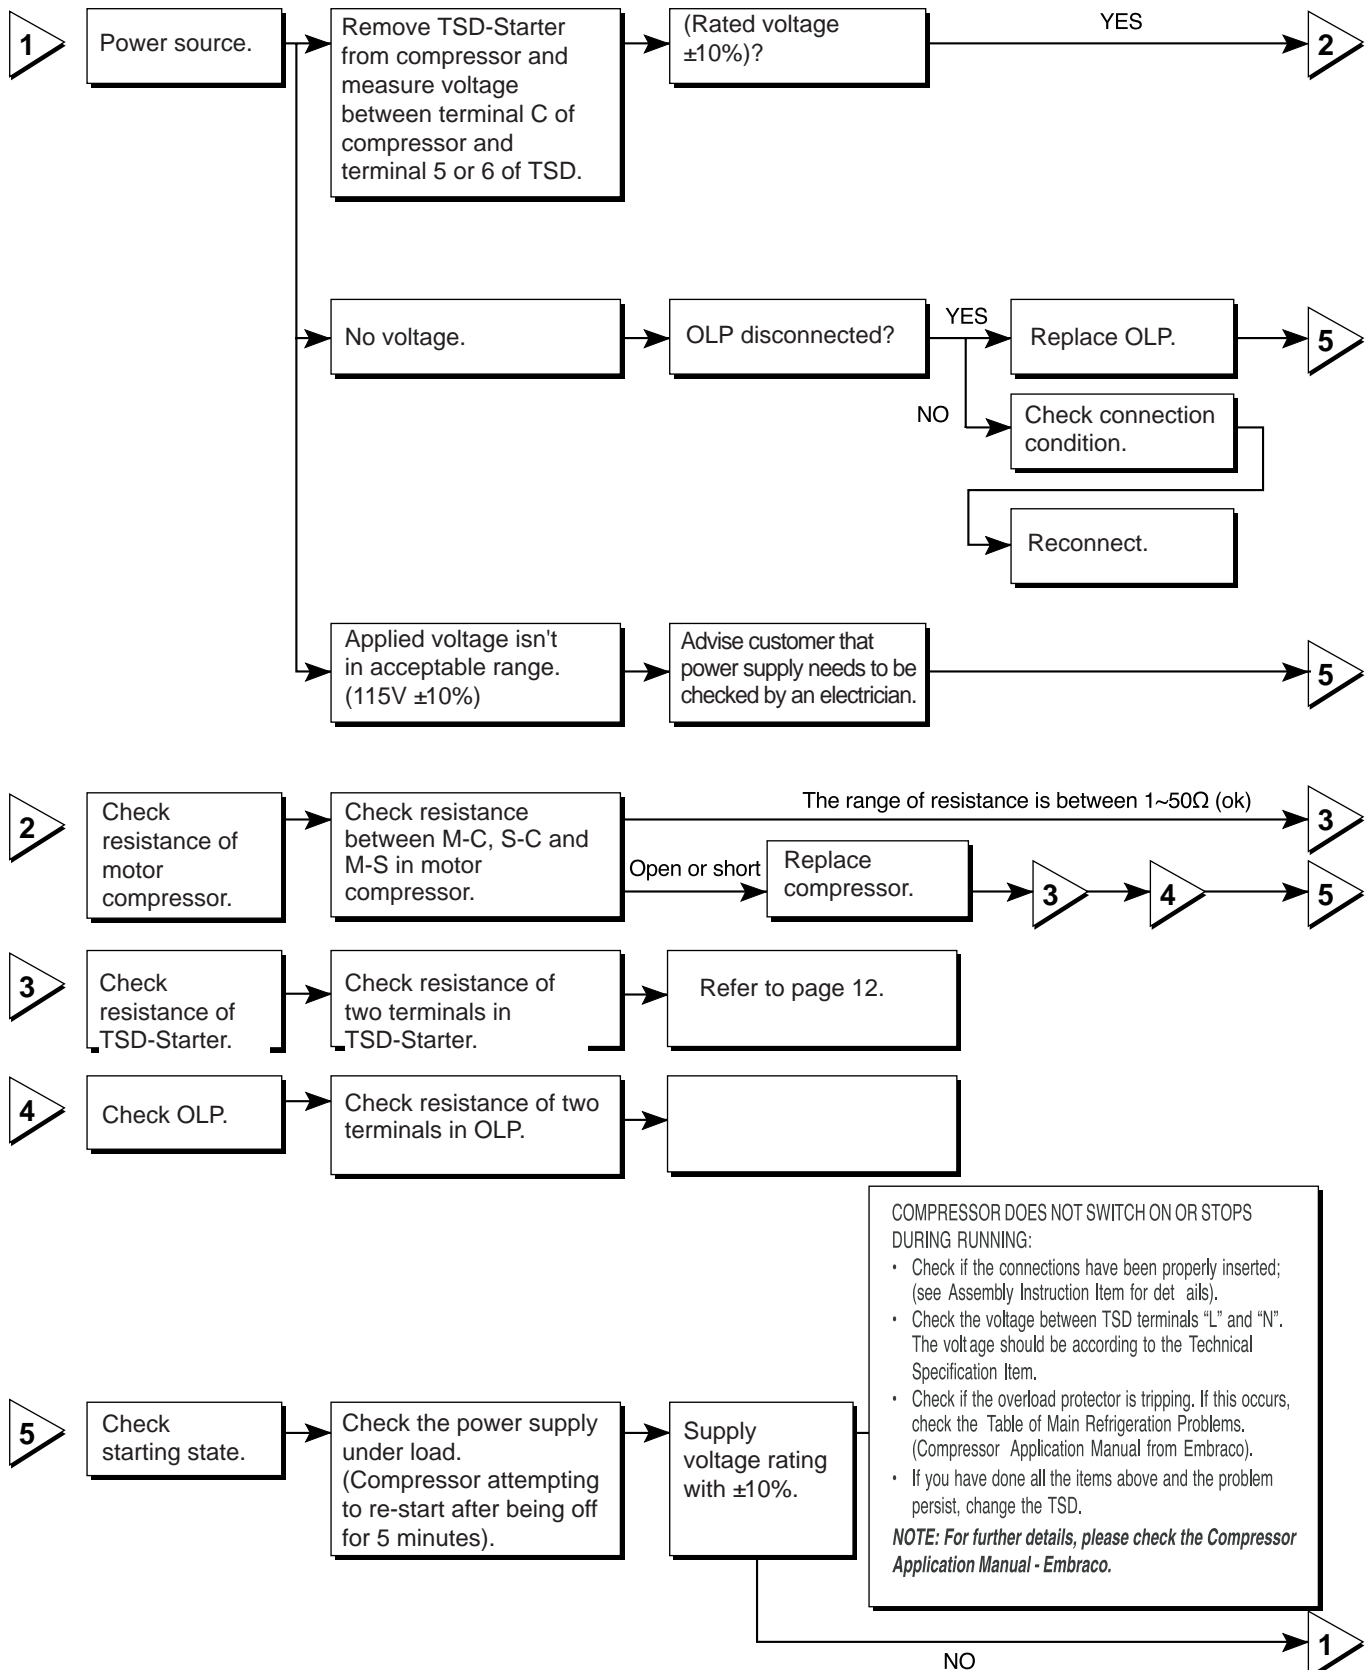 1
Power source.
Remove TSD-Starter
from compressor and
measure voltage
between terminal C of
compressor and
terminal 5 or 6 of TSD.
(Rated voltage
±10%)?
YES
2
No voltage.
OLP disconnected?
YES
Replace OLP.
5
NO
Check connection
condition.
Reconnect.
Applied voltage isn't
in acceptable range.
(115V ±10%)
Advise customer that
power supply needs to be
checked by an electrician.
5
2
Check
resistance of
motor
compressor.
Check resistance
between M-C, S-C and
M-S in motor
compressor.
The range of resistance is between 1~50Ω (ok)
3
Open or short
Replace
compressor.
3
4
5
3
Check
resistance of
TSD-Starter.
Check resistance of
two terminals in
TSD-Starter.
Refer to page 12.
4
Check OLP.
Check resistance of two
terminals in OLP.
5
Check
starting state.
Check the power supply
under load.
(Compressor attempting
to re-start after being off
for 5 minutes).
Supply
voltage rating
with ±10%.
COMPRESSOR DOES NOT SWITCH ON OR STOPS
DURING RUNNING:
• Check if the connections have been properly inserted;
(see Assembly Instruction Item for det ails).
• Check the voltage between TSD terminals “L” and “N”.
The volt age should be according to the Technical
Specification Item.
• Check if the overload protector is tripping. If this occurs,
check the Table of Main Refrigeration Problems.
(Compressor Application Manual from Embraco).
• If you have done all the items above and the problem
persist, change the TSD.
NOTE: For further details, please check the Compressor
Application Manual - Embraco.
NO
1